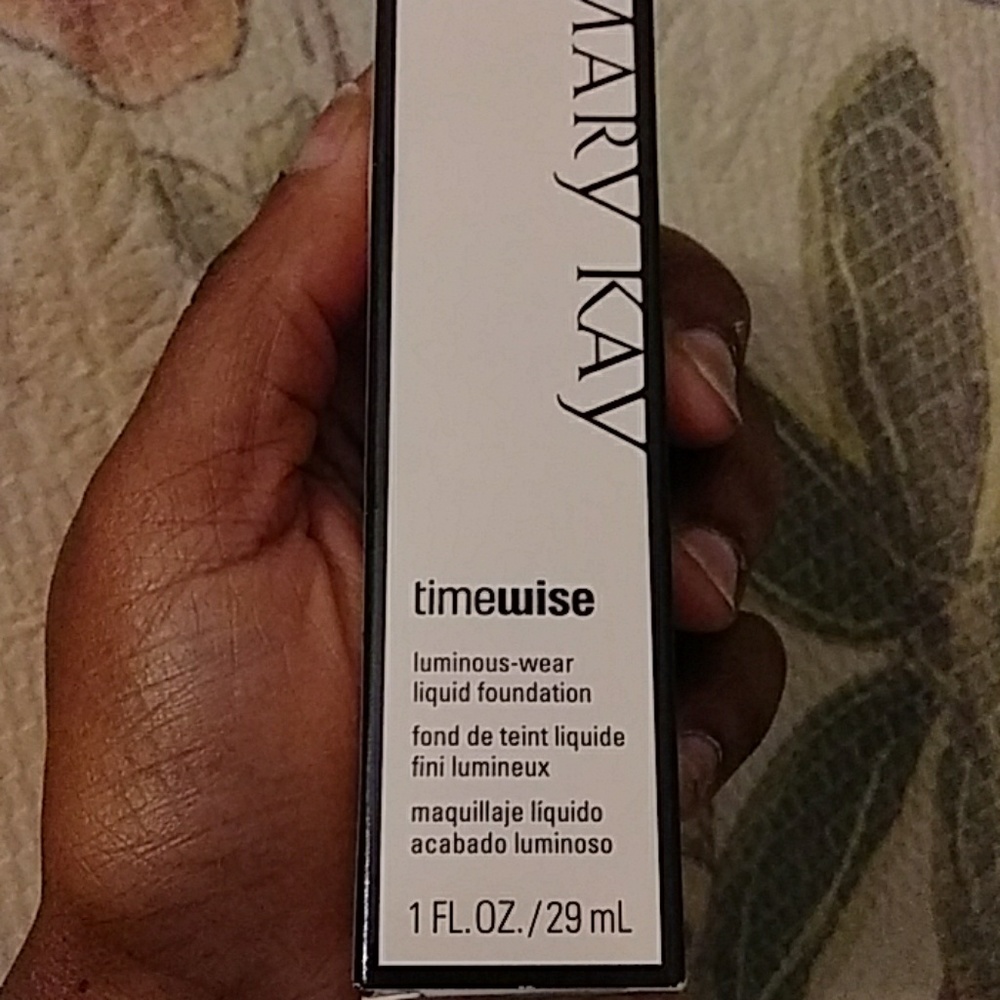 MARY KAY
timewise
luminous-wear
liquid foundation
fond de teint liquide
fini lumineux
maquillaje líquido
acabado luminoso
1 FL.OZ./29 mL